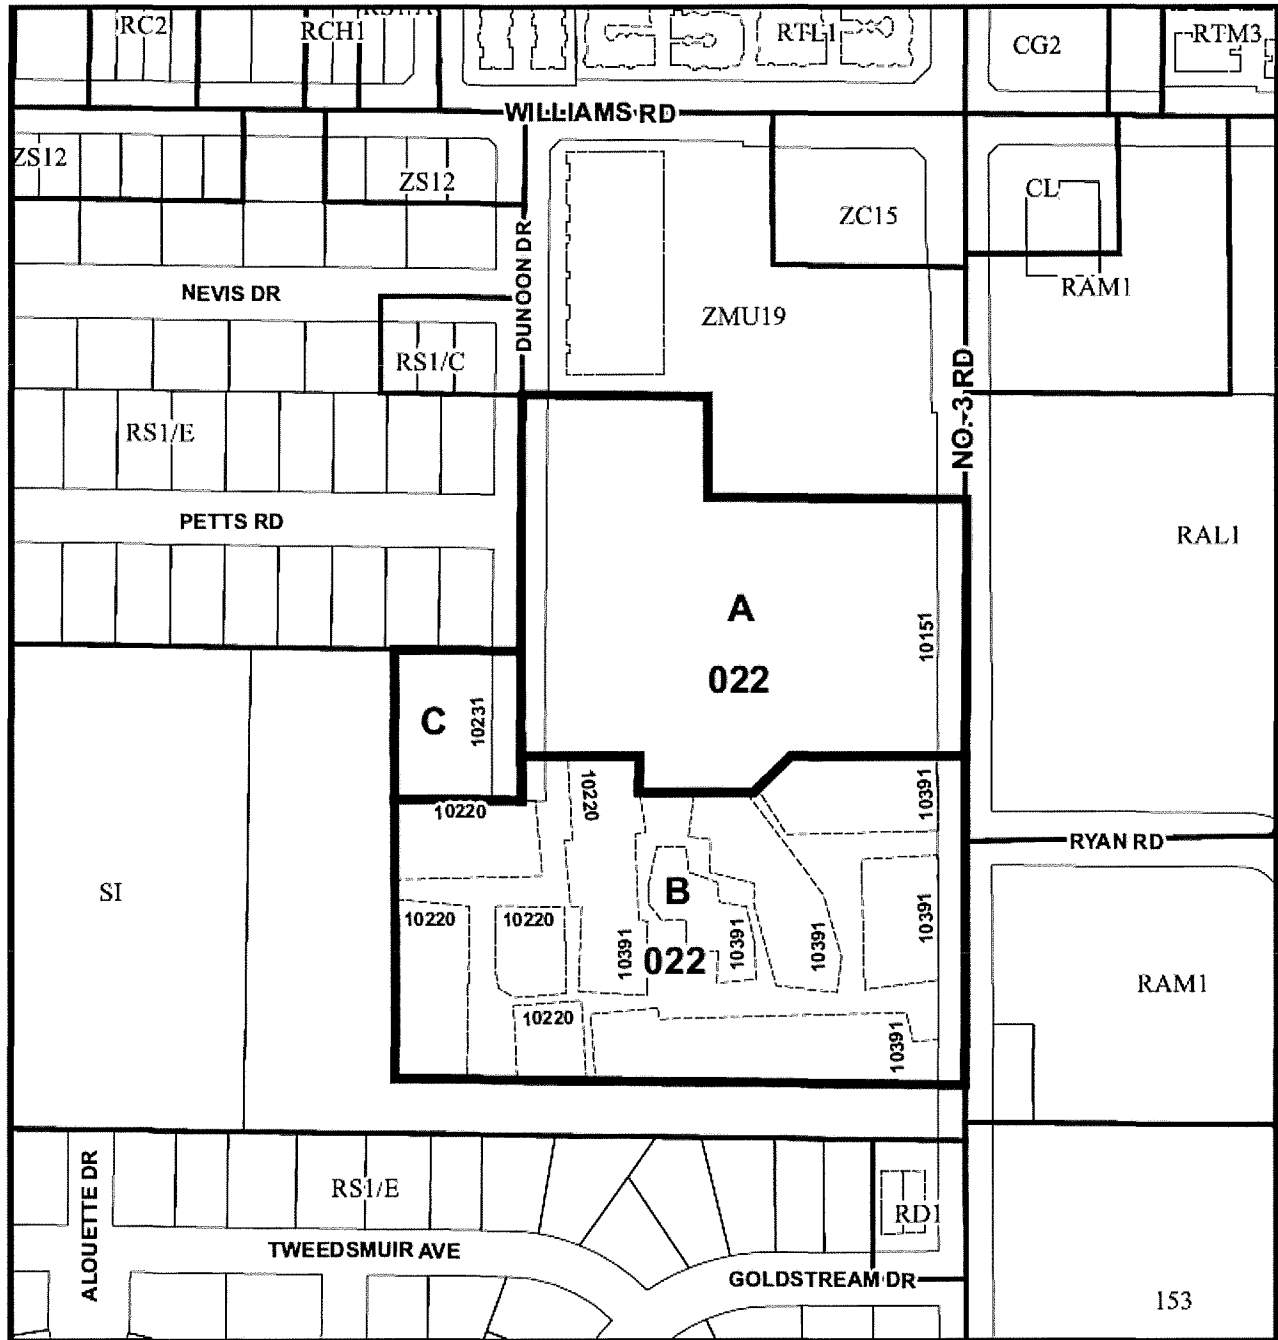 RC2
RCH1
RS1/A
RTL1
CG2
RTM3
WILLIAMS RD
ZS12
ZS12
DUNOON DR
ZC15
CL
RAM1
NEVIS DR
ZMU19
RS1/C
NO. 3 RD
RS1/E
PETTS RD
RAL1
A
022
10151
C
10231
10220
10220
10391
RYAN RD
SI
B
022
10220
10220
10391
10391
10391
10391
RAM1
10220
10391
ALOUETTE DR
RS1/E
RD1
TWEEDSMUIR AVE
GOLDSTREAM DR
153